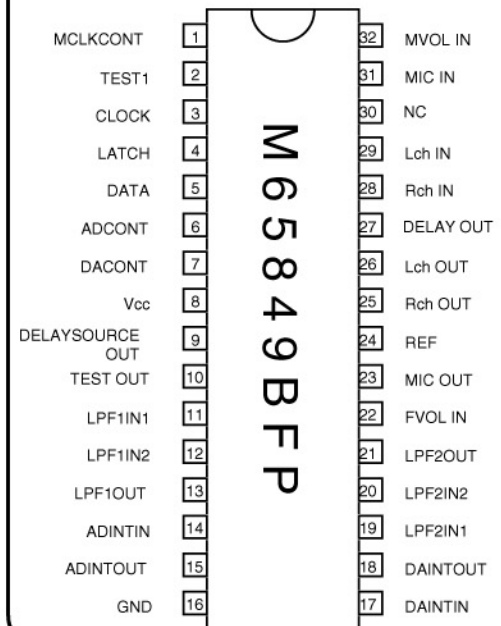 MCLKCONT 1 32 MVOL IN
TEST1 2 31 MIC IN
CLOCK 3 30 NC
LATCH 4 29 Lch IN
DATA 5 28 Rch IN
ADCONT 6 27 DELAY OUT
DACONT 7 26 Lch OUT
Vcc 8 25 Rch OUT
DELAYSOURCE
OUT 9 24 REF
TEST OUT 10 23 MIC OUT
LPF1IN1 11 22 FVOL IN
LPF1IN2 12 21 LPF2OUT
LPF1OUT 13 20 LPF2IN2
ADINTIN 14 19 LPF2IN1
ADINTOUT 15 18 DAINTOUT
GND 16 17 DAINTIN
M65849BFP